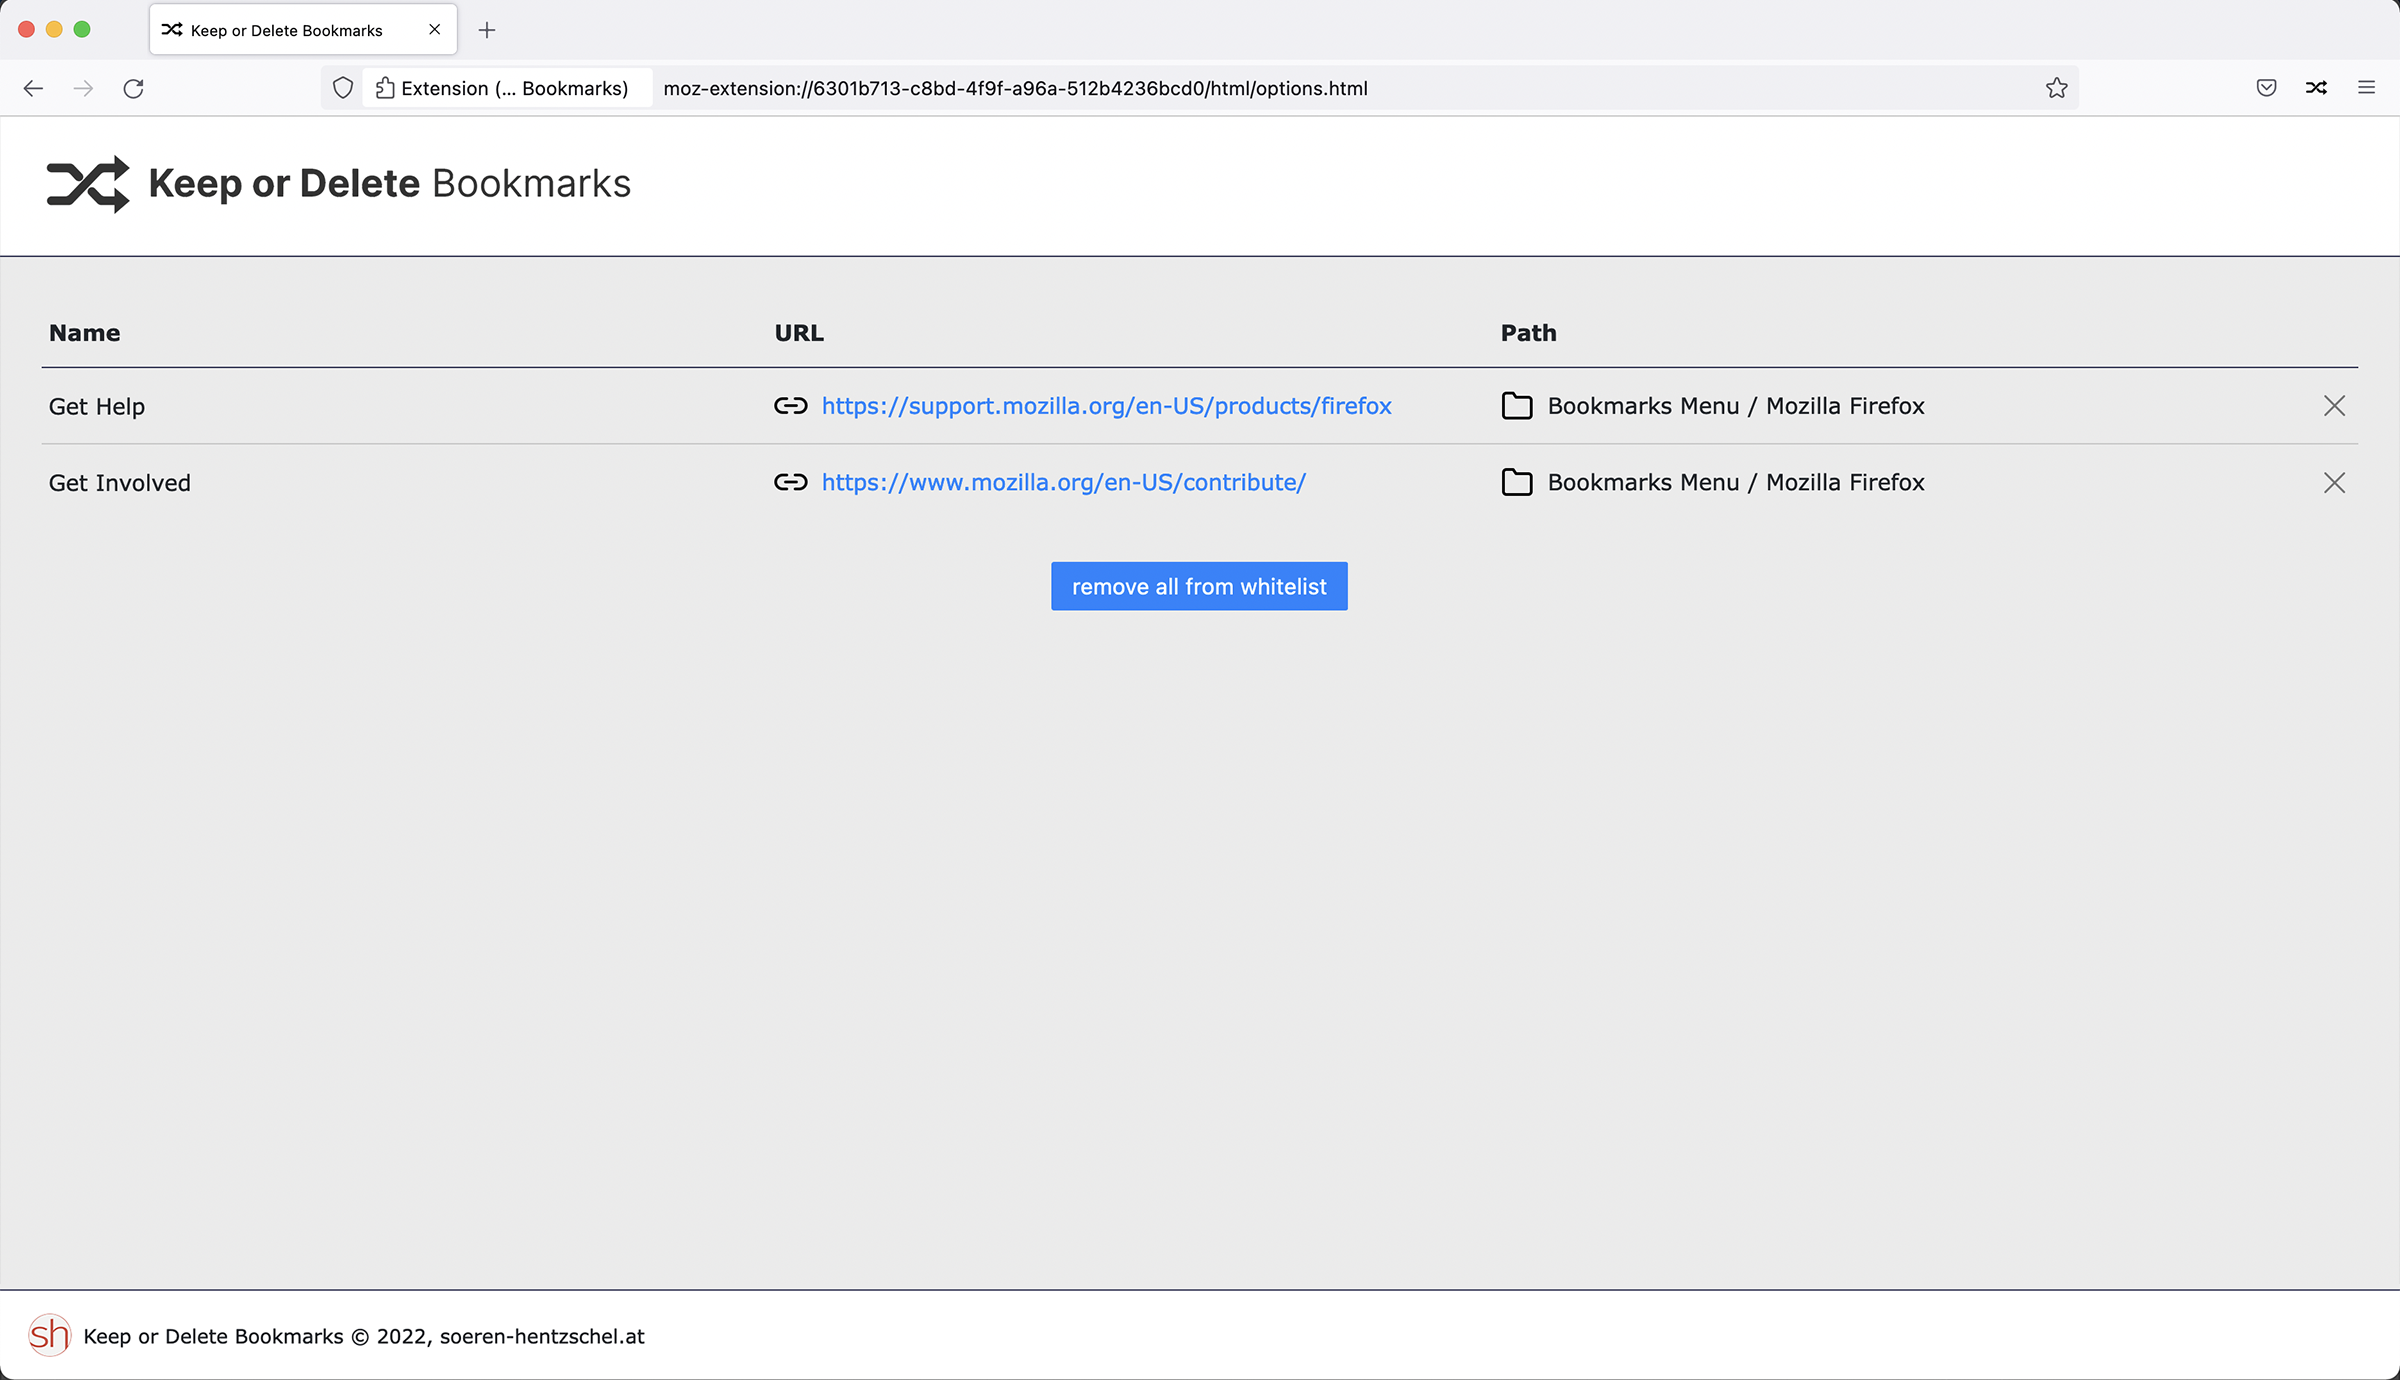 Keep or Delete Bookmarks
Extension (... Bookmarks) moz-extension://6301b713-c8bd-4f9f-a96a-512b4236bcd0/html/options.html
Keep or Delete Bookmarks
Name URL Path
Get Help https://support.mozilla.org/en-US/products/firefox Bookmarks Menu / Mozilla Firefox
Get Involved https://www.mozilla.org/en-US/contribute/ Bookmarks Menu / Mozilla Firefox
remove all from whitelist
sh Keep or Delete Bookmarks © 2022, soeren-hentzschel.at